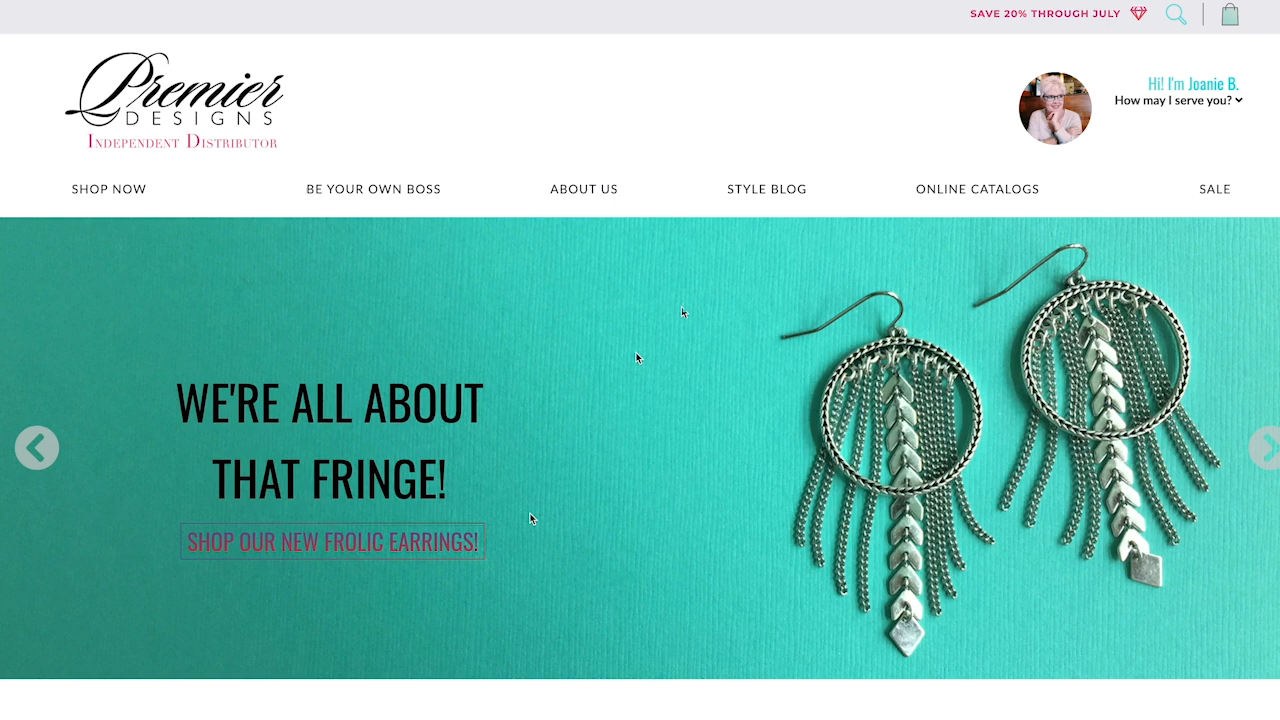 SAVE 20% THROUGH JULY
Premier
DESIGNS
INDEPENDENT DISTRIBUTOR
Hi! I'm Joanie B.
How may I serve you?
SHOP NOW
BE YOUR OWN BOSS
ABOUT US
STYLE BLOG
ONLINE CATALOGS
SALE
WE'RE ALL ABOUT
THAT FRINGE!
SHOP OUR NEW FROLIC EARRINGS!